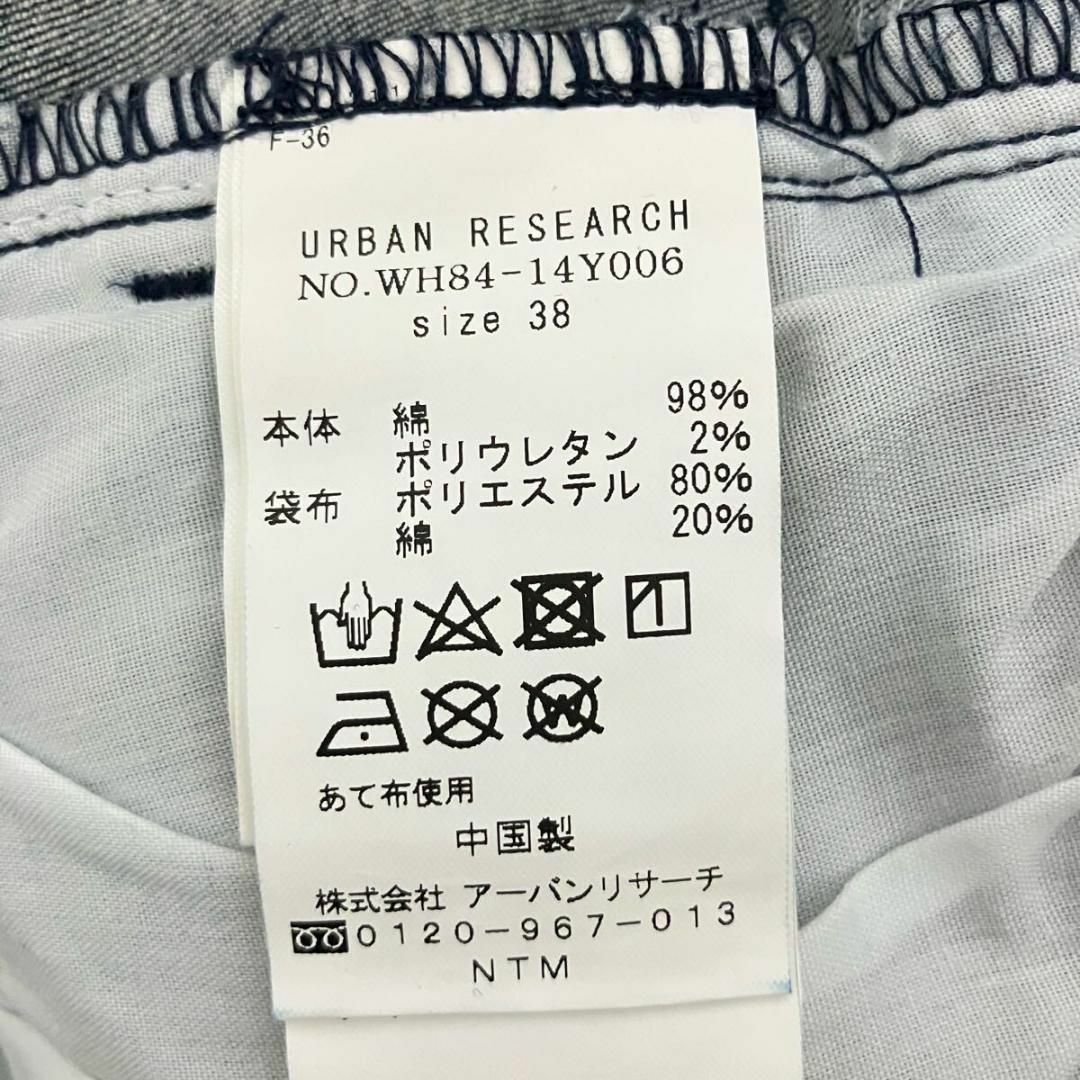 F-36
URBAN RESEARCH
NO.WH84-14Y006
size 38
本体 綿 98%
ポリウレタン 2%
袋布 ポリエステル 80%
綿 20%
W
あて布使用
中国製
株式会社 アーバンリサーチ
0120-967-013
NTM